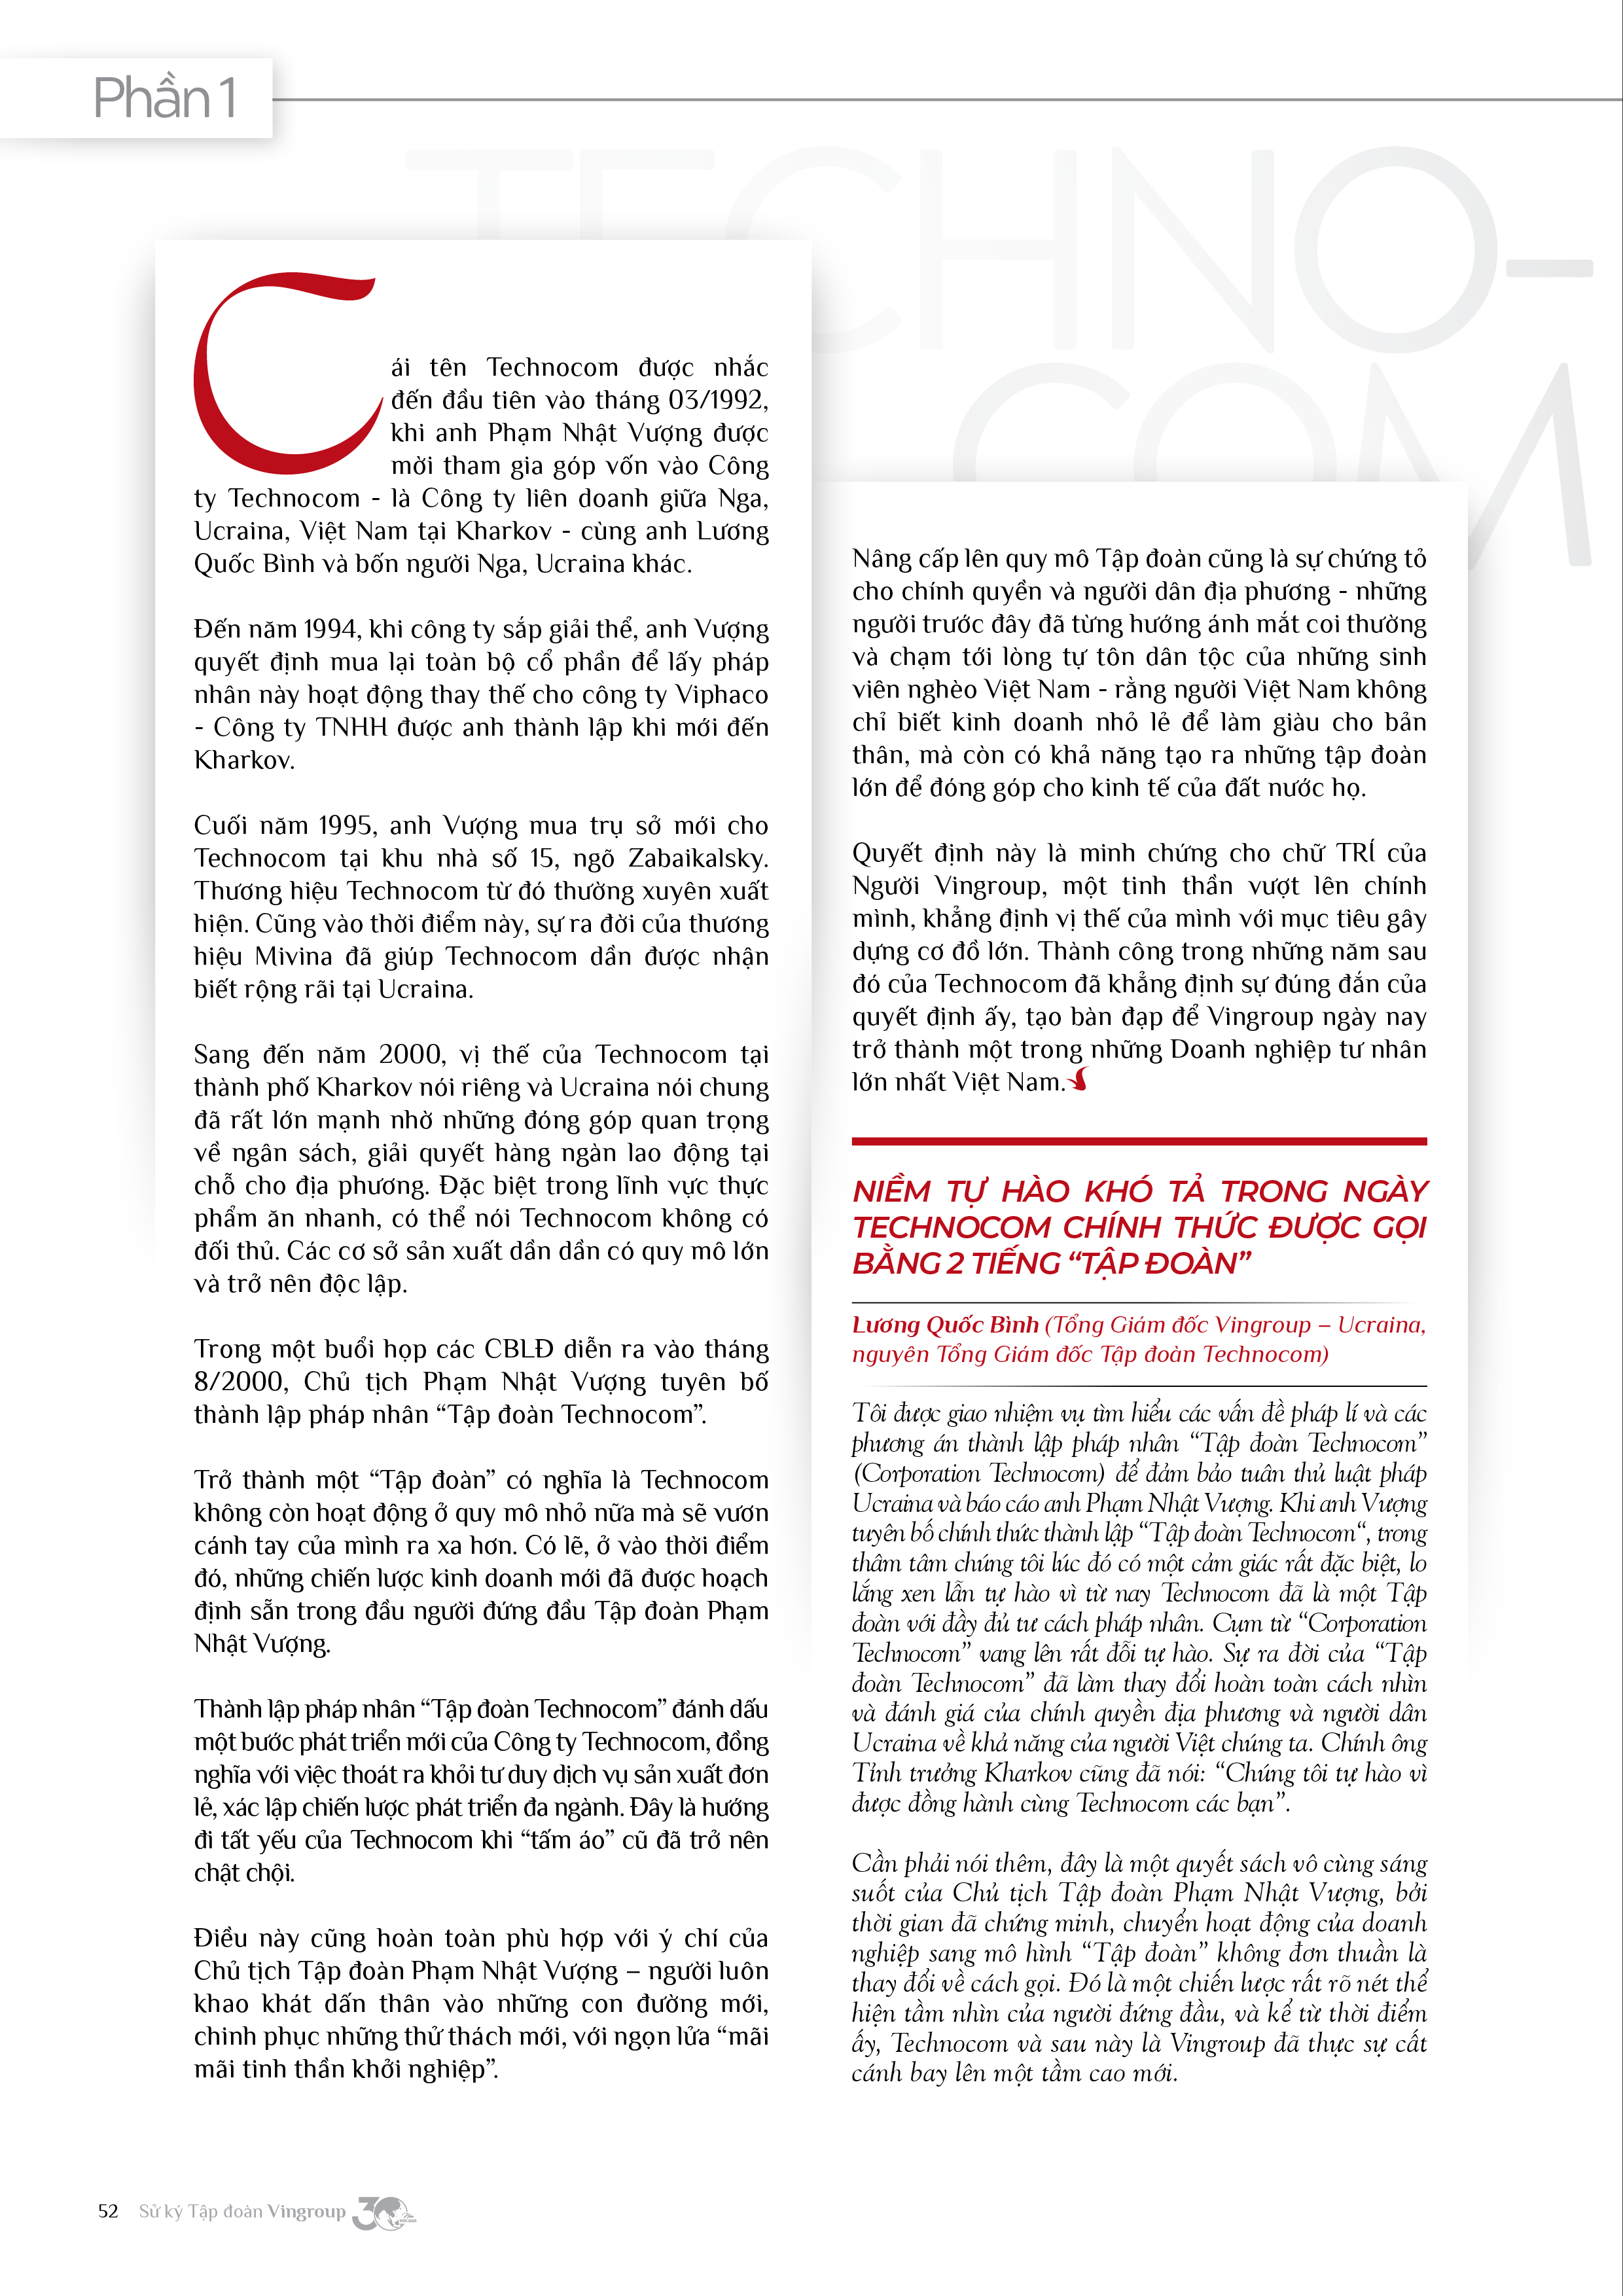 Phần 1
TECHNO-
COM
Cái tên Technocom được nhắc
đến đầu tiên vào tháng 03/1992,
khi anh Phạm Nhật Vượng được
mời tham gia góp vốn vào Công
ty Technocom - là Công ty liên doanh giữa Nga,
Ucraina, Việt Nam tại Kharkov - cùng anh Lương
Quốc Bình và bốn người Nga, Ucraina khác.
Đến năm 1994, khi công ty sắp giải thể, anh Vượng
quyết định mua lại toàn bộ cổ phần để lấy pháp
nhân này hoạt động thay thế cho công ty Viphaco
- Công ty TNHH được anh thành lập khi mới đến
Kharkov.
Cuối năm 1995, anh Vượng mua trụ sở mới cho
Technocom tại khu nhà số 15, ngõ Zabaikalsky.
Thương hiệu Technocom từ đó thường xuyên xuất
hiện. Cũng vào thời điểm này, sự ra đời của thương
hiệu Mivina đã giúp Technocom dần được nhận
biết rộng rãi tại Ucraina.
Sang đến năm 2000, vị thế của Technocom tại
thành phố Kharkov nói riêng và Ucraina nói chung
đã rất lớn mạnh nhờ những đóng góp quan trọng
về ngân sách, giải quyết hàng ngàn lao động tại
chỗ cho địa phương. Đặc biệt trong lĩnh vực thực
phẩm ăn nhanh, có thể nói Technocom không có
đối thủ. Các cơ sở sản xuất dần dần có quy mô lớn
và trở nên độc lập.
Trong một buổi họp các CBLĐ diễn ra vào tháng
8/2000, Chủ tịch Phạm Nhật Vượng tuyên bố
thành lập pháp nhân “Tập đoàn Technocom”.
Trở thành một “Tập đoàn” có nghĩa là Technocom
không còn hoạt động ở quy mô nhỏ nữa mà sẽ vươn
cánh tay của mình ra xa hơn. Có lẽ, ở vào thời điểm
đó, những chiến lược kinh doanh mới đã được hoạch
định sẵn trong đầu người đứng đầu Tập đoàn Phạm
Nhật Vượng.
Thành lập pháp nhân “Tập đoàn Technocom” đánh dấu
một bước phát triển mới của Công ty Technocom, đồng
nghĩa với việc thoát ra khỏi tư duy dịch vụ sản xuất đơn
lẻ, xác lập chiến lược phát triển đa ngành. Đây là hướng
đi tất yếu của Technocom khi “tấm áo” cũ đã trở nên
chật chội.
Điều này cũng hoàn toàn phù hợp với ý chí của
Chủ tịch Tập đoàn Phạm Nhật Vượng – người luôn
khao khát dấn thân vào những con đường mới,
chinh phục những thử thách mới, với ngọn lửa “mãi
mãi tinh thần khởi nghiệp”.
Nâng cấp lên quy mô Tập đoàn cũng là sự chứng tỏ
cho chính quyền và người dân địa phương - những
người trước đây đã từng hướng ánh mắt coi thường
và chạm tới lòng tự tôn dân tộc của những sinh
viên nghèo Việt Nam - rằng người Việt Nam không
chỉ biết kinh doanh nhỏ lẻ để làm giàu cho bản
thân, mà còn có khả năng tạo ra những tập đoàn
lớn để đóng góp cho kinh tế của đất nước họ.
Quyết định này là minh chứng cho chữ TRÍ của
Người Vingroup, một tinh thần vượt lên chính
mình, khẳng định vị thế của mình với mục tiêu gây
dựng cơ đồ lớn. Thành công trong những năm sau
đó của Technocom đã khẳng định sự đúng đắn của
quyết định ấy, tạo bàn đạp để Vingroup ngày nay
trở thành một trong những Doanh nghiệp tư nhân
lớn nhất Việt Nam.
NIỀM TỰ HÀO KHÓ TẢ TRONG NGÀY
TECHNOCOM CHÍNH THỨC ĐƯỢC GỌI
BẰNG 2 TIẾNG “TẬP ĐOÀN”
Lương Quốc Bình (Tổng Giám đốc Vingroup – Ucraina,
nguyên Tổng Giám đốc Tập đoàn Technocom)
Tôi được giao nhiệm vụ tìm hiểu các vấn đề pháp lí và các
phương án thành lập pháp nhân “Tập đoàn Technocom”
(Corporation Technocom) để đảm bảo tuân thủ luật pháp
Ucraina và báo cáo anh Phạm Nhật Vượng. Khi anh Vượng
tuyên bố chính thức thành lập “Tập đoàn Technocom“, trong
thâm tâm chúng tôi lúc đó có một cảm giác rất đặc biệt, lo
lắng xen lẫn tự hào vì từ nay Technocom đã là một Tập
đoàn với đầy đủ tư cách pháp nhân. Cụm từ “Corporation
Technocom” vang lên rất đỗi tự hào. Sự ra đời của “Tập
đoàn Technocom” đã làm thay đổi hoàn toàn cách nhìn
và đánh giá của chính quyền địa phương và người dân
Ucraina về khả năng của người Việt chúng ta. Chính ông
Tỉnh trưởng Kharkov cũng đã nói: “Chúng tôi tự hào vì
được đồng hành cùng Technocom các bạn”.
Cần phải nói thêm, đây là một quyết sách vô cùng sáng
suốt của Chủ tịch Tập đoàn Phạm Nhật Vượng, bởi
thời gian đã chứng minh, chuyển hoạt động của doanh
nghiệp sang mô hình “Tập đoàn” không đơn thuần là
thay đổi về cách gọi. Đó là một chiến lược rất rõ nét thể
hiện tầm nhìn của người đứng đầu, và kể từ thời điểm
ấy, Technocom và sau này là Vingroup đã thực sự cất
cánh bay lên một tầm cao mới.
52 Sử ký Tập đoàn Vingroup 30